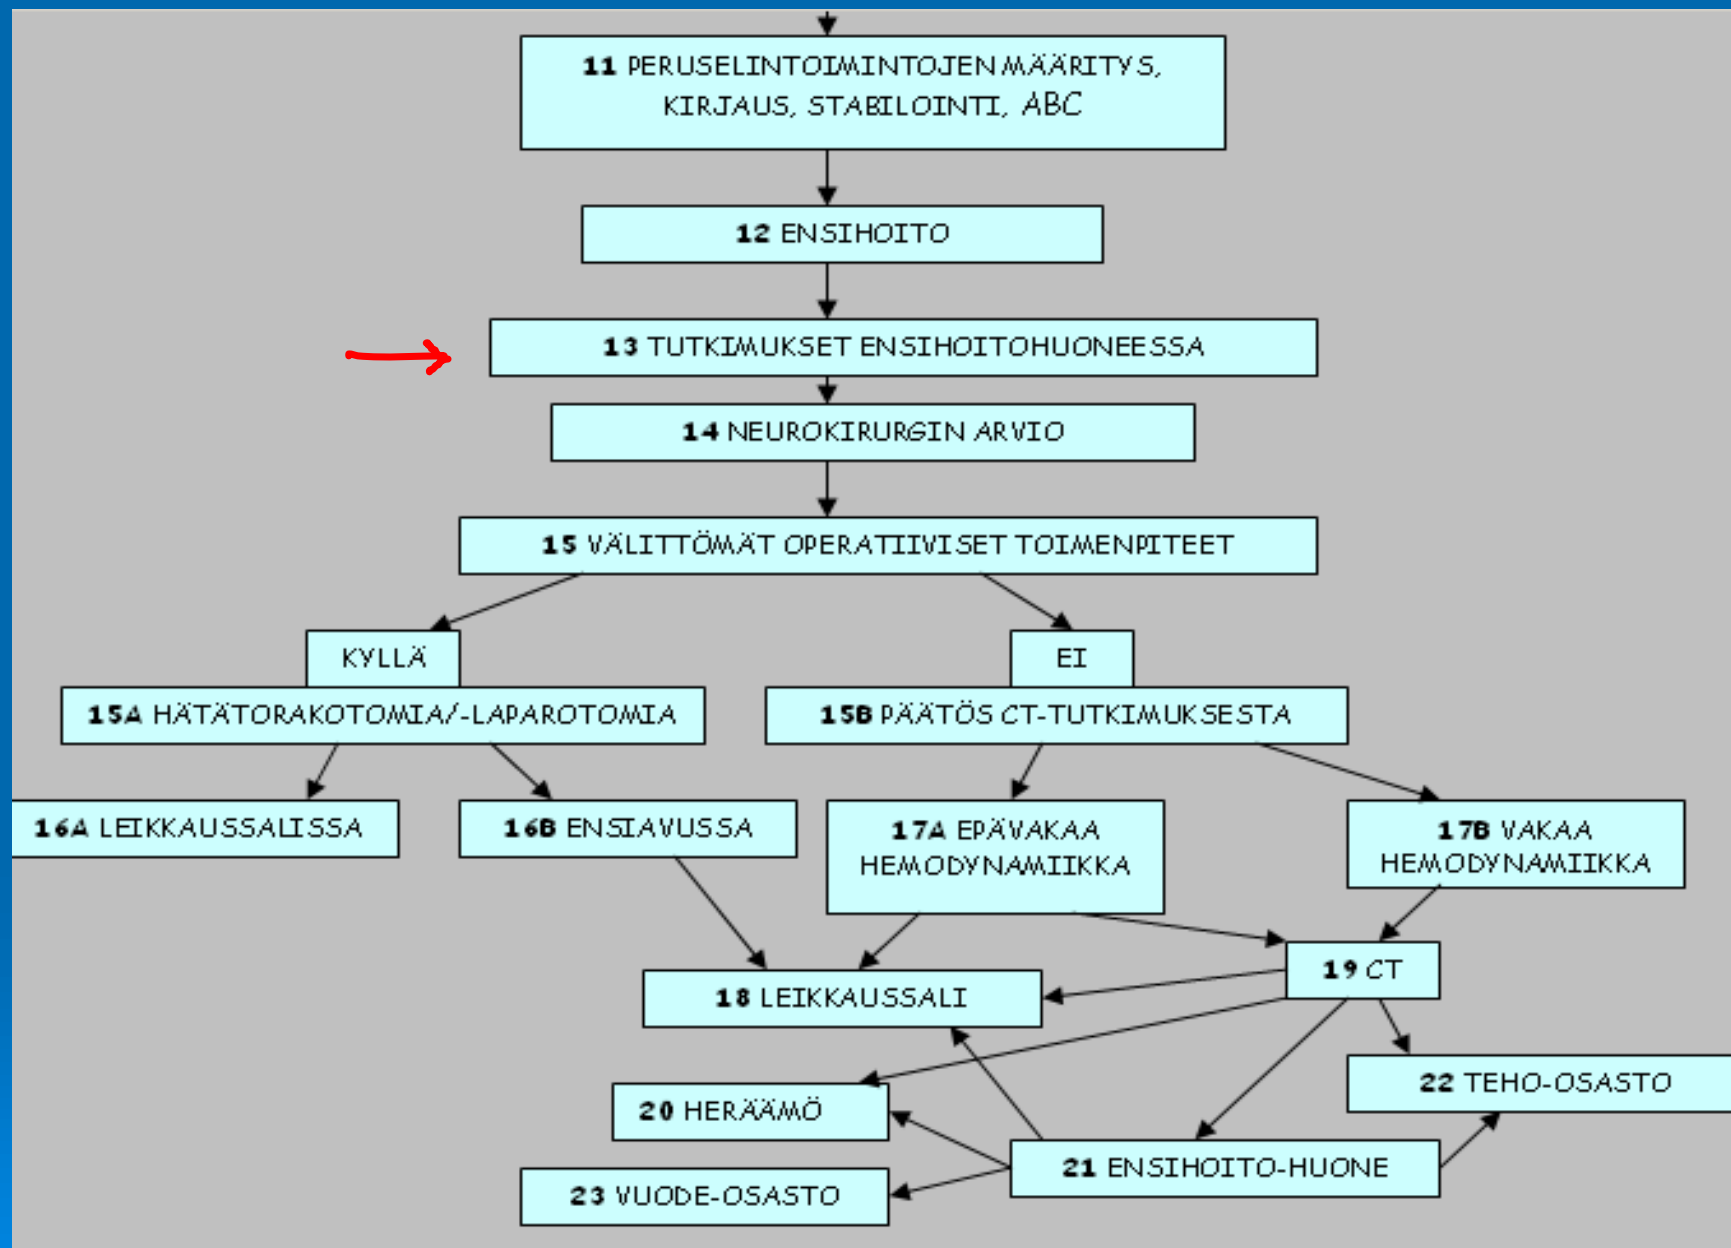 11 PERUSELINTOIMINTOJEN MÄÄRITYS,
KIRJAUS, STABILOINTI, ABC
12 ENSIHOITO
13 TUTKIMUKSET ENSIHOITOHUONEESSA
14 NEUROKIRURGIN ARVIO
15 VÄLITTÖMÄT OPERATIIVISET TOIMENPITEET
KYLLÄ
EI
15A HÄTÄTORAKOTOMIA/-LAPAROTOMIA
15B PÄÄTÖS CT-TUTKIMUKSESTA
16A LEIKKAUSSALISSA
16B ENSIAVUSSA
17A EPÄVAKAA
HEMODYNAMIIKKA
17B VAKAA
HEMODYNAMIIKKA
19 CT
18 LEIKKAUSSALI
22 TEHO-OSASTO
20 HERÄÄMÖ
21 ENSIHOITO-HUONE
23 VUODE-OSASTO